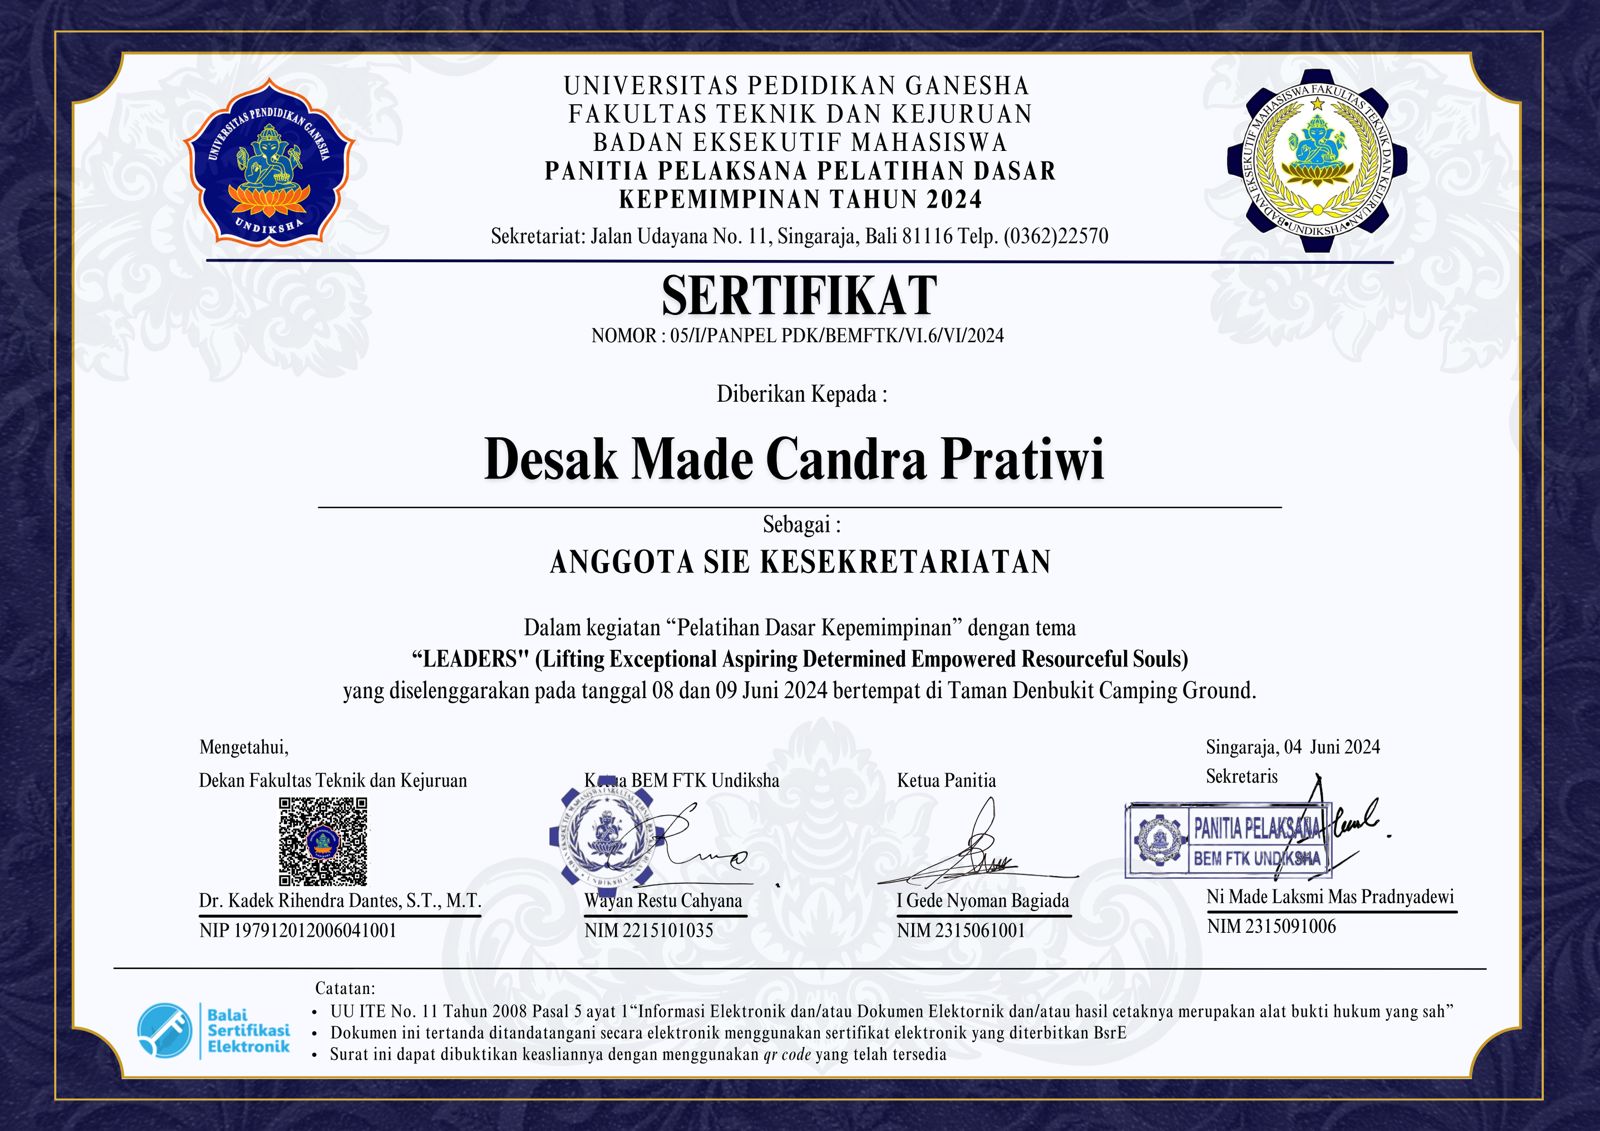 UNIVERSITAS PEDIDIKAN GANESHA
FAKULTAS TEKNIK DAN KEJURUAN
BADAN EKSEKUTIF MAHASISWA
PANITIA PELAKSANA PELATIHAN DASAR
KEPEMIMPINAN TAHUN 2024
Sekretariat: Jalan Udayana No. 11, Singaraja, Bali 81116 Telp. (0362)22570
UNIVERSITAS PENDIDIKAN GANESHA
UNDIKSHA
BADAN EKSEKUTIF MAHASISWA FAKULTAS TEKNIK DAN KEJURUAN
UNDIKSHA
SERTIFIKAT
NOMOR : 05/I/PANPEL PDK/BEMFTK/VI.6/VI/2024
Diberikan Kepada :
Desak Made Candra Pratiwi
Sebagai :
ANGGOTA SIE KESEKRETARIATAN
Dalam kegiatan “Pelatihan Dasar Kepemimpinan” dengan tema
“LEADERS" (Lifting Exceptional Aspiring Determined Empowered Resourceful Souls)
yang diselenggarakan pada tanggal 08 dan 09 Juni 2024 bertempat di Taman Denbukit Camping Ground.
Mengetahui,
Dekan Fakultas Teknik dan Kejuruan
Dr. Kadek Rihendra Dantes, S.T., M.T.
NIP 197912012006041001
Ketua BEM FTK Undiksha
Wayan Restu Cahyana
NIM 2215101035
Ketua Panitia
I Gede Nyoman Bagiada
NIM 2315061001
Singaraja, 04 Juni 2024
Sekretaris
PANITIA PELAKSANA
BEM FTK UNDIKSHA
Ni Made Laksmi Mas Pradnyadewi
NIM 2315091006
Balai
Sertifikasi
Elektronik
Catatan:
• UU ITE No. 11 Tahun 2008 Pasal 5 ayat 1“Informasi Elektronik dan/atau Dokumen Elektornik dan/atau hasil cetaknya merupakan alat bukti hukum yang sah”
• Dokumen ini tertanda ditandatangani secara elektronik menggunakan sertifikat elektronik yang diterbitkan BsrE
• Surat ini dapat dibuktikan keasliannya dengan menggunakan qr code yang telah tersedia